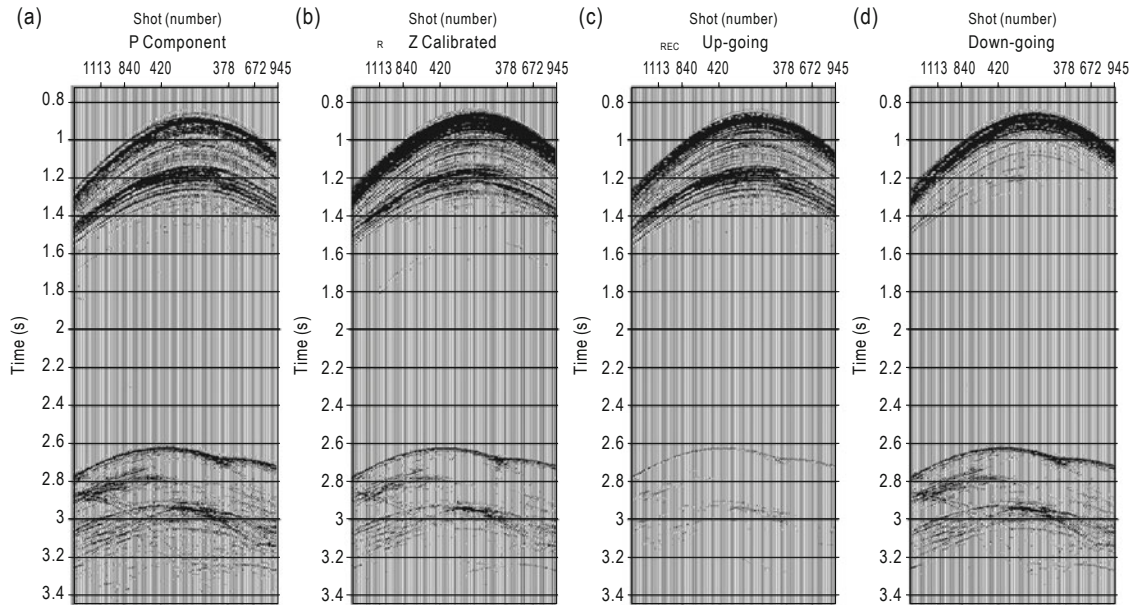 (a)
Shot (number)
P Component
1113 840 420 378 672 945
0.8
1
1.2
1.4
1.6
1.8
2
2.2
2.4
2.6
2.8
3
3.2
3.4
Time (s)
(b)
Shot (number)
R Z Calibrated
1113 840 420 378 672 945
0.8
1
1.2
1.4
1.6
1.8
2
2.2
2.4
2.6
2.8
3
3.2
3.4
Time (s)
(c)
Shot (number)
REC Up-going
1113 840 420 378 672 945
0.8
1
1.2
1.4
1.6
1.8
2
2.2
2.4
2.6
2.8
3
3.2
3.4
Time (s)
(d)
Shot (number)
Down-going
1113 840 420 378 672 945
0.8
1
1.2
1.4
1.6
1.8
2
2.2
2.4
2.6
2.8
3
3.2
3.4
Time (s)